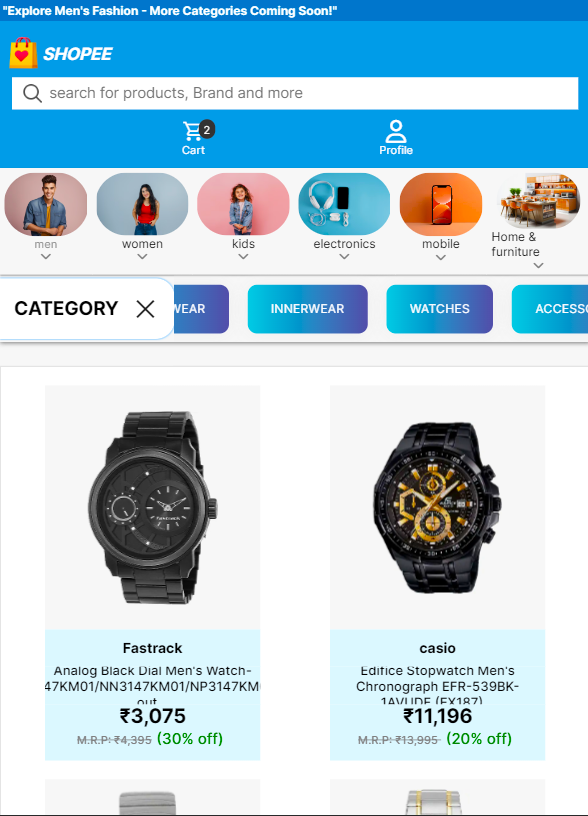 "Explore Men's Fashion - More Categories Coming Soon!"
SHOPEE
search for products, Brand and more
2
Cart
Profile
men
women
kids
electronics
mobile
Home &
furniture
CATEGORY
WEAR
INNERWEAR
WATCHES
ACCESSO
Fastrack
Analog Black Dial Men's Watch-
147KM01/NN3147KM01/NP3147KM
out
₹3,075
M.R.P: ₹4,395 (30% off)
casio
Edifice Stopwatch Men's
Chronograph EFR-539BK-
1AVUDF (EX187)
₹11,196
M.R.P: ₹13,995 (20% off)